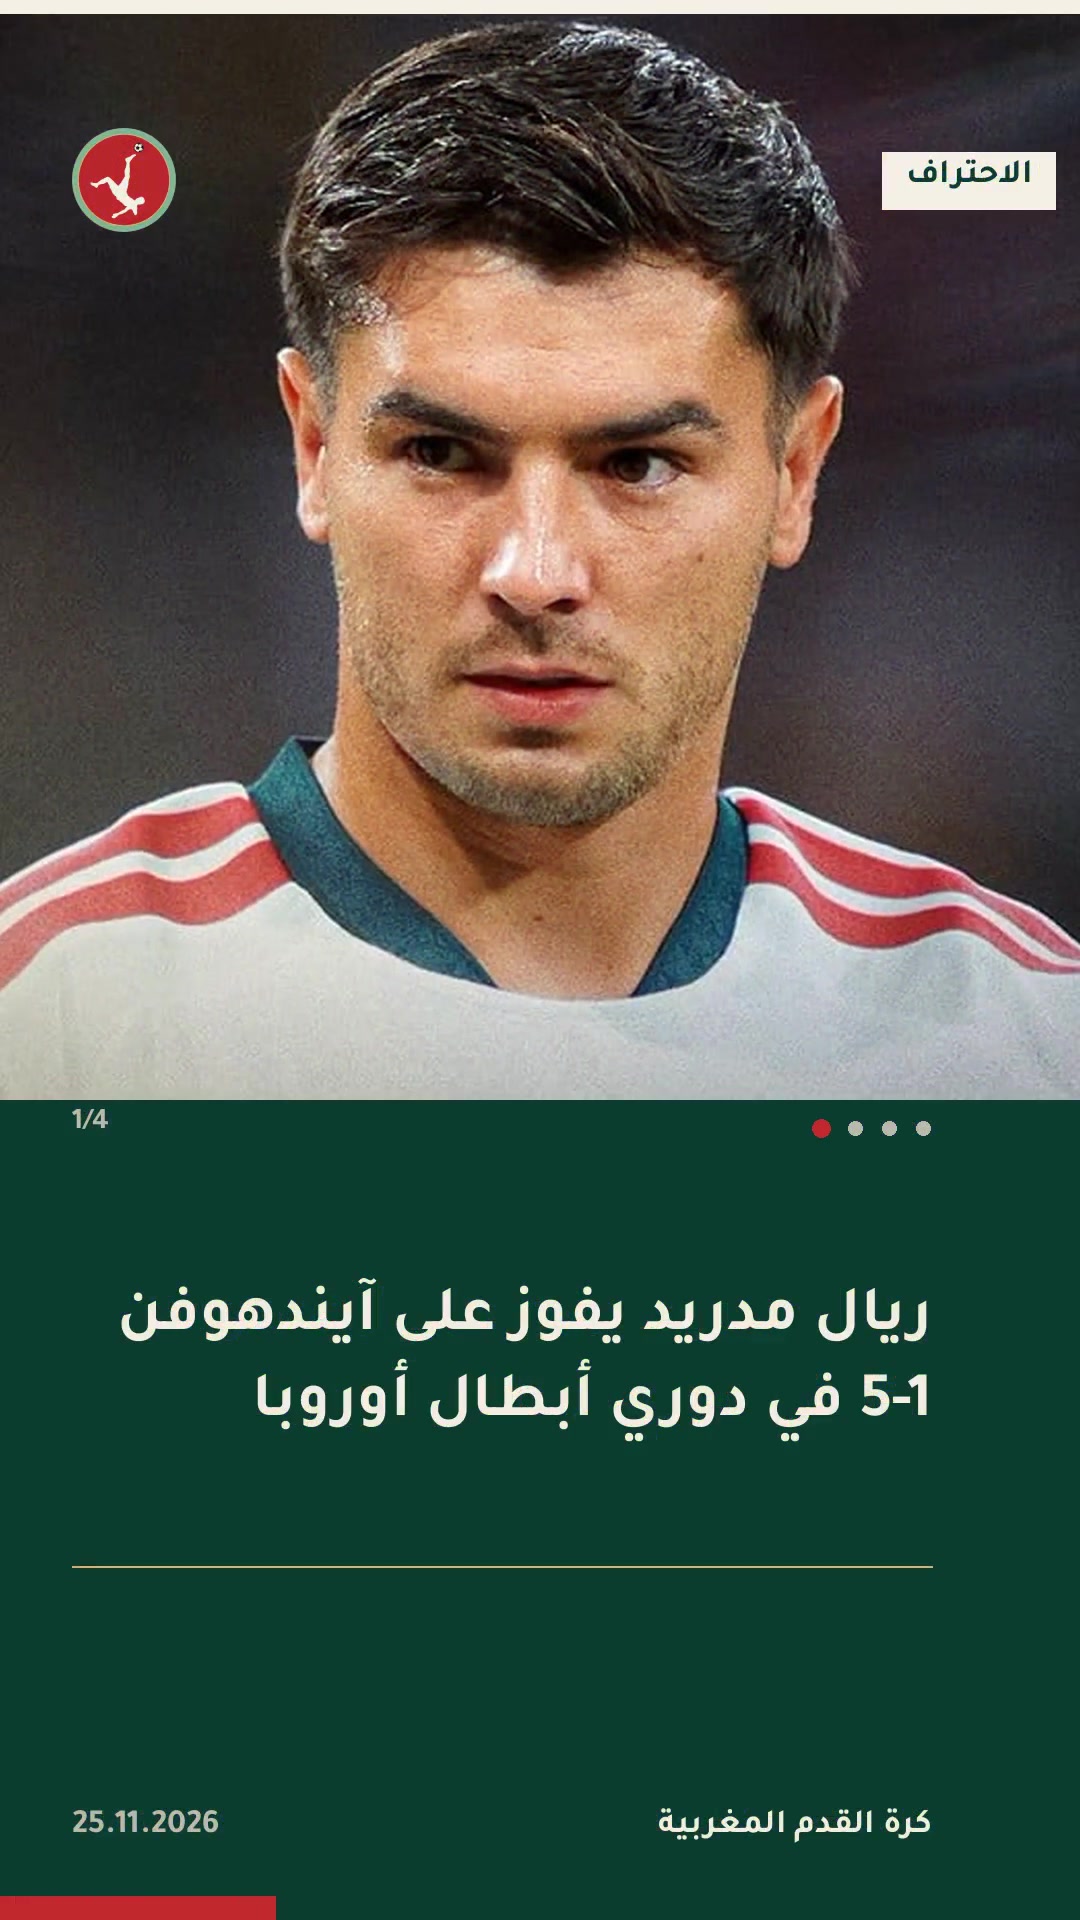 الاحتراف
1/4
ريال مدريد يفوز على آيندهوفن
5-1 في دوري أبطال أوروبا
25.11.2026
كرة القدم المغربية